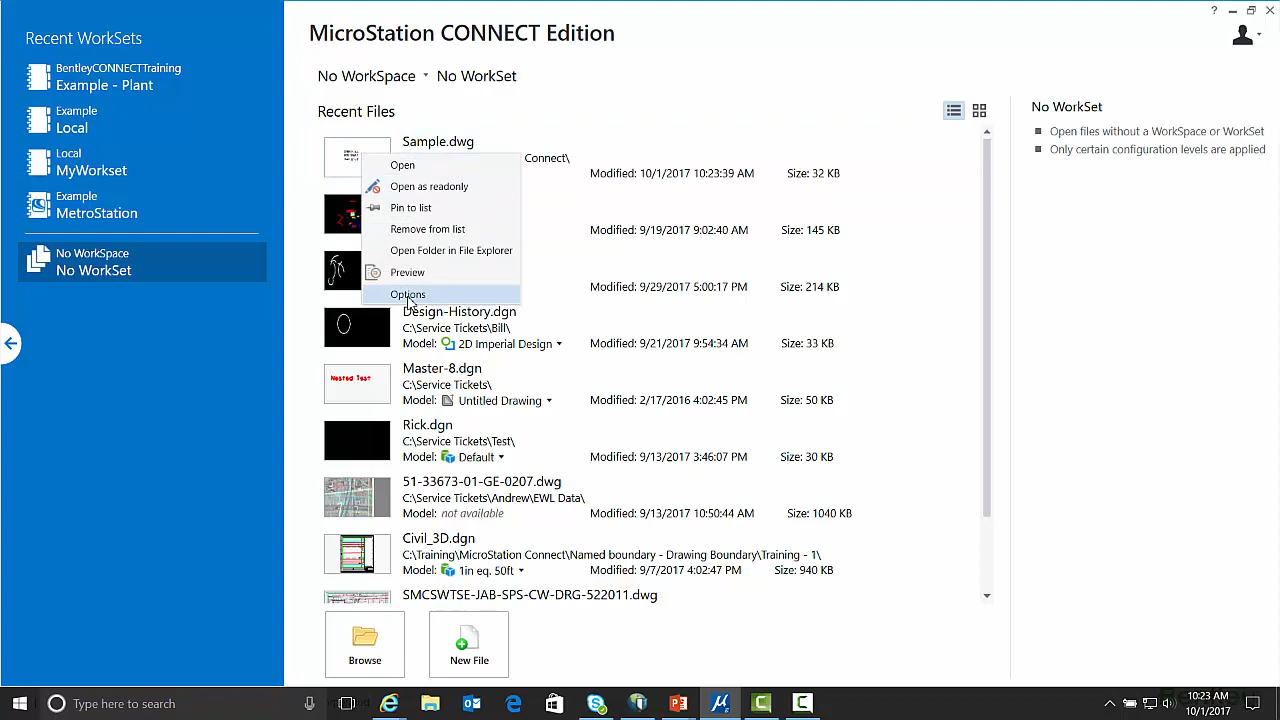 Recent WorkSets
BentleyCONNECTTraining
Example - Plant
Example
Local
Local
MyWorkset
Example
MetroStation
No WorkSpace
No WorkSet
MicroStation CONNECT Edition
No WorkSpace No WorkSet
Recent Files
Sample.dwg
Connect\
Modified: 10/1/2017 10:23:39 AM Size: 32 KB
Open
Open as readonly
Pin to list
Remove from list
Open Folder in File Explorer
Preview
Options
Modified: 9/19/2017 9:02:40 AM Size: 145 KB
Modified: 9/29/2017 5:00:17 PM Size: 214 KB
Design-History.dgn
C:\Service Tickets\Bill\
Model: 2D Imperial Design Modified: 9/21/2017 9:54:34 AM Size: 33 KB
Nested Test
Master-8.dgn
C:\Service Tickets\
Model: Untitled Drawing Modified: 2/17/2016 4:02:45 PM Size: 50 KB
Rick.dgn
C:\Service Tickets\Test\
Model: Default Modified: 9/13/2017 3:46:07 PM Size: 30 KB
51-33673-01-GE-0207.dwg
C:\Service Tickets\Andrew\EWL Data\
Model: not available Modified: 9/13/2017 10:50:44 AM Size: 1040 KB
Civil_3D.dgn
C:\Training\MicroStation Connect\Named boundary - Drawing Boundary\Training - 1\
Model: 1in eq. 50ft Modified: 9/7/2017 4:02:47 PM Size: 940 KB
SMCSWTSE-JAB-SPS-CW-DRG-522011.dwg
Browse
New File
No WorkSet
Open files without a WorkSpace or WorkSet
Only certain configuration levels are applied
Type here to search
10:23 AM
10/1/2017